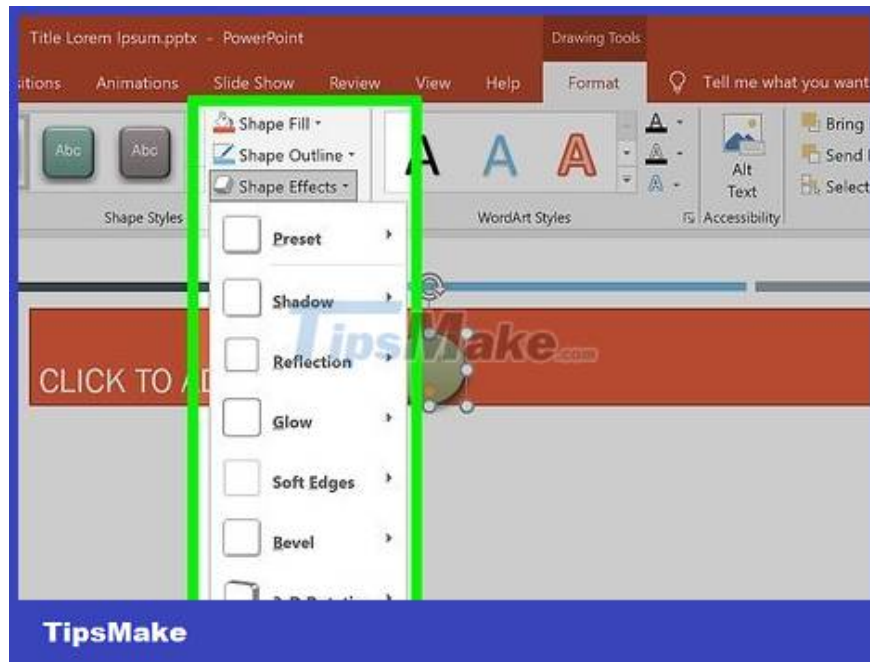 Title Lorem Ipsum.pptx - PowerPoint
Drawing Tools
sitions Animations Slide Show Review View Help Format Tell me what you want
Abc Abc
Shape Fill
Shape Outline
Shape Effects
Shape Styles
A A A
WordArt Styles
A
A
A
Alt
Text
Accessibility
Bring
Send
Select
Preset
Shadow
Reflection
Glow
Soft Edges
Bevel
CLICK TO
TipsMake.com
TipsMake